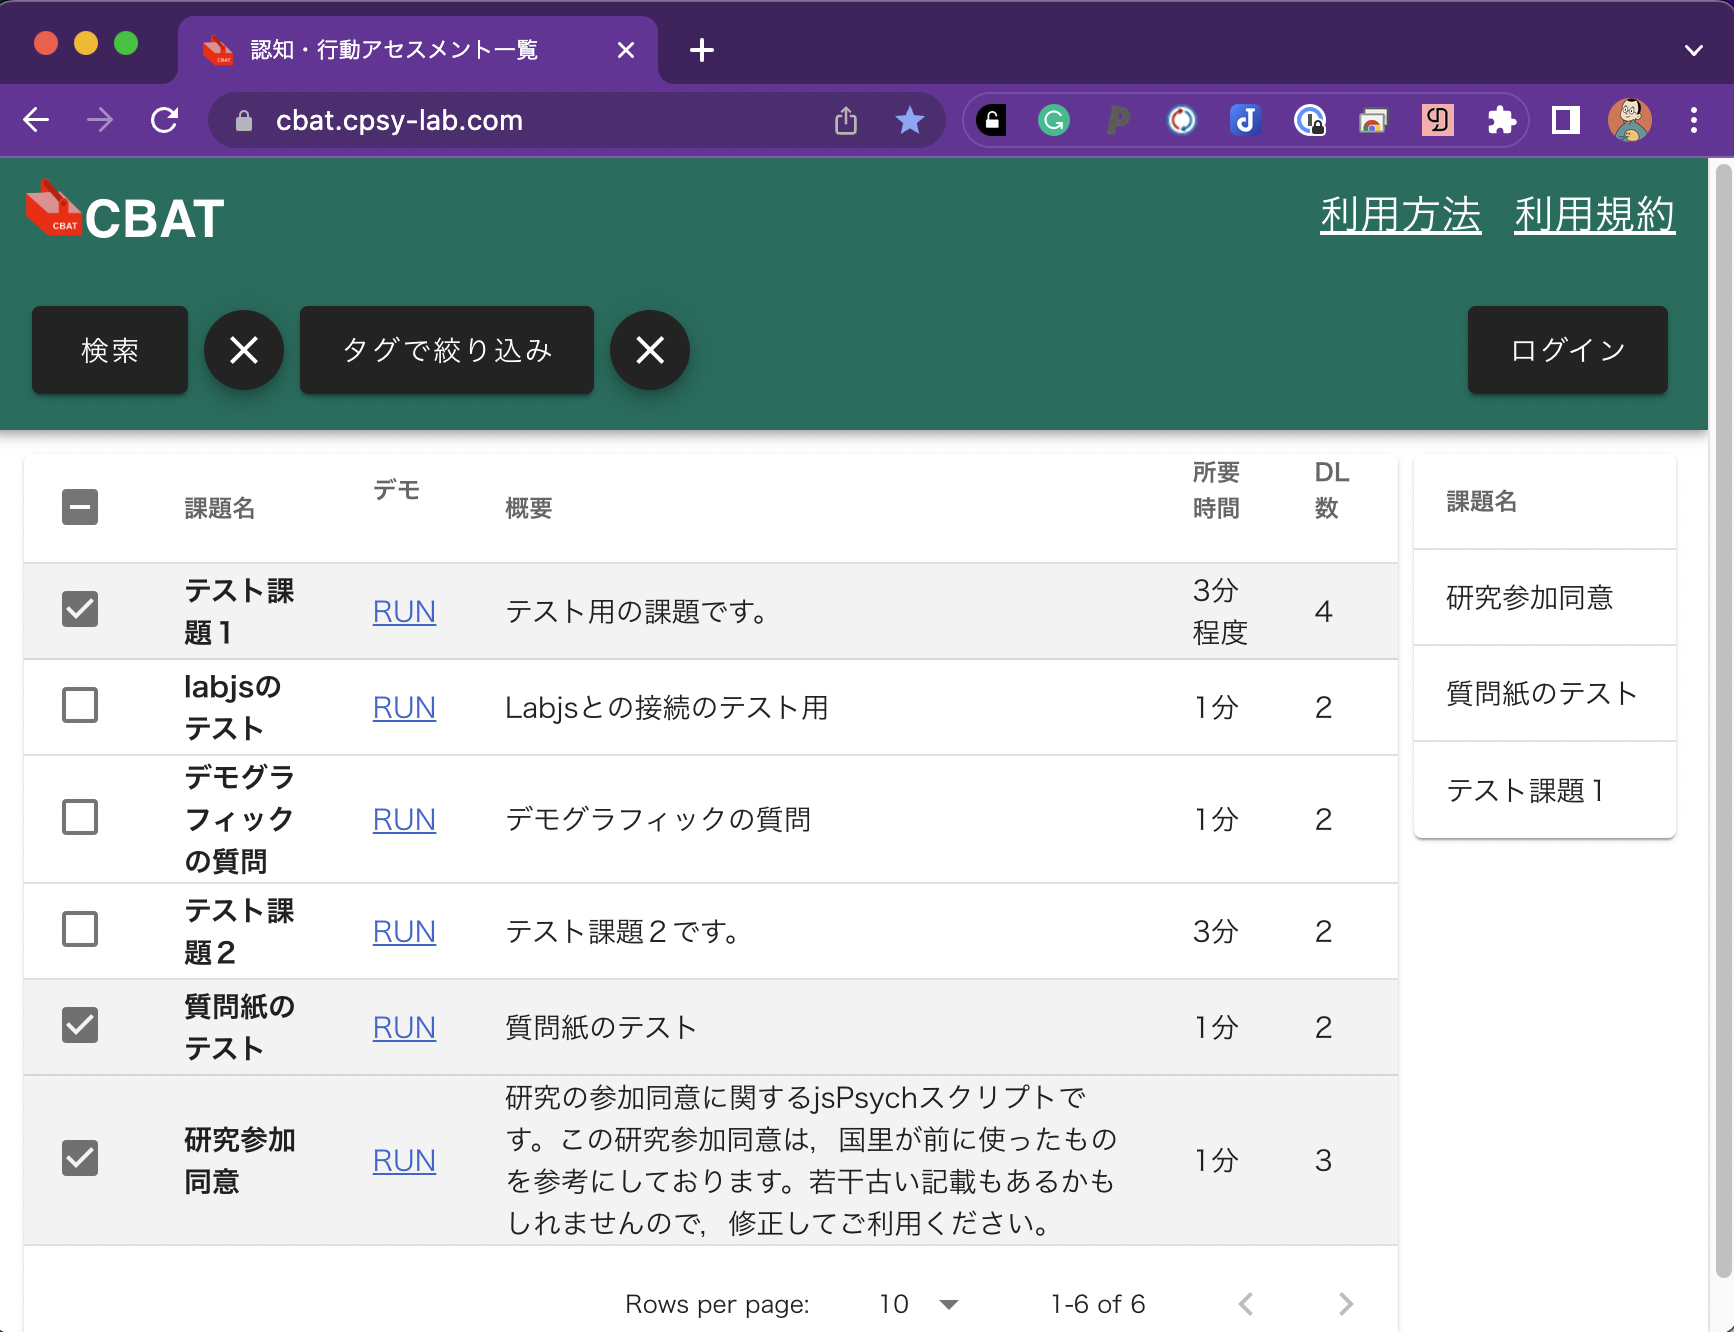 認知・行動アセスメント一覧
cbat.cpsy-lab.com
CBAT
CBAT
利用方法
利用規約
検索
タグで絞り込み
ログイン
課題名
デモ
概要
所要
時間
DL
数
テスト課
題１
RUN
テスト用の課題です。
3分
程度
4
labjsの
テスト
RUN
Labjsとの接続のテスト用
1分
2
デモグラ
フィック
の質問
RUN
デモグラフィックの質問
1分
2
テスト課
題２
RUN
テスト課題２です。
3分
2
質問紙の
テスト
RUN
質問紙のテスト
1分
2
研究参加
同意
RUN
研究の参加同意に関するjsPsychスクリプトで
す。この研究参加同意は，国里が前に使ったもの
を参考にしております。若干古い記載もあるかも
しれませんので，修正してご利用ください。
1分
3
Rows per page:
10
1-6 of 6
課題名
研究参加同意
質問紙のテスト
テスト課題１